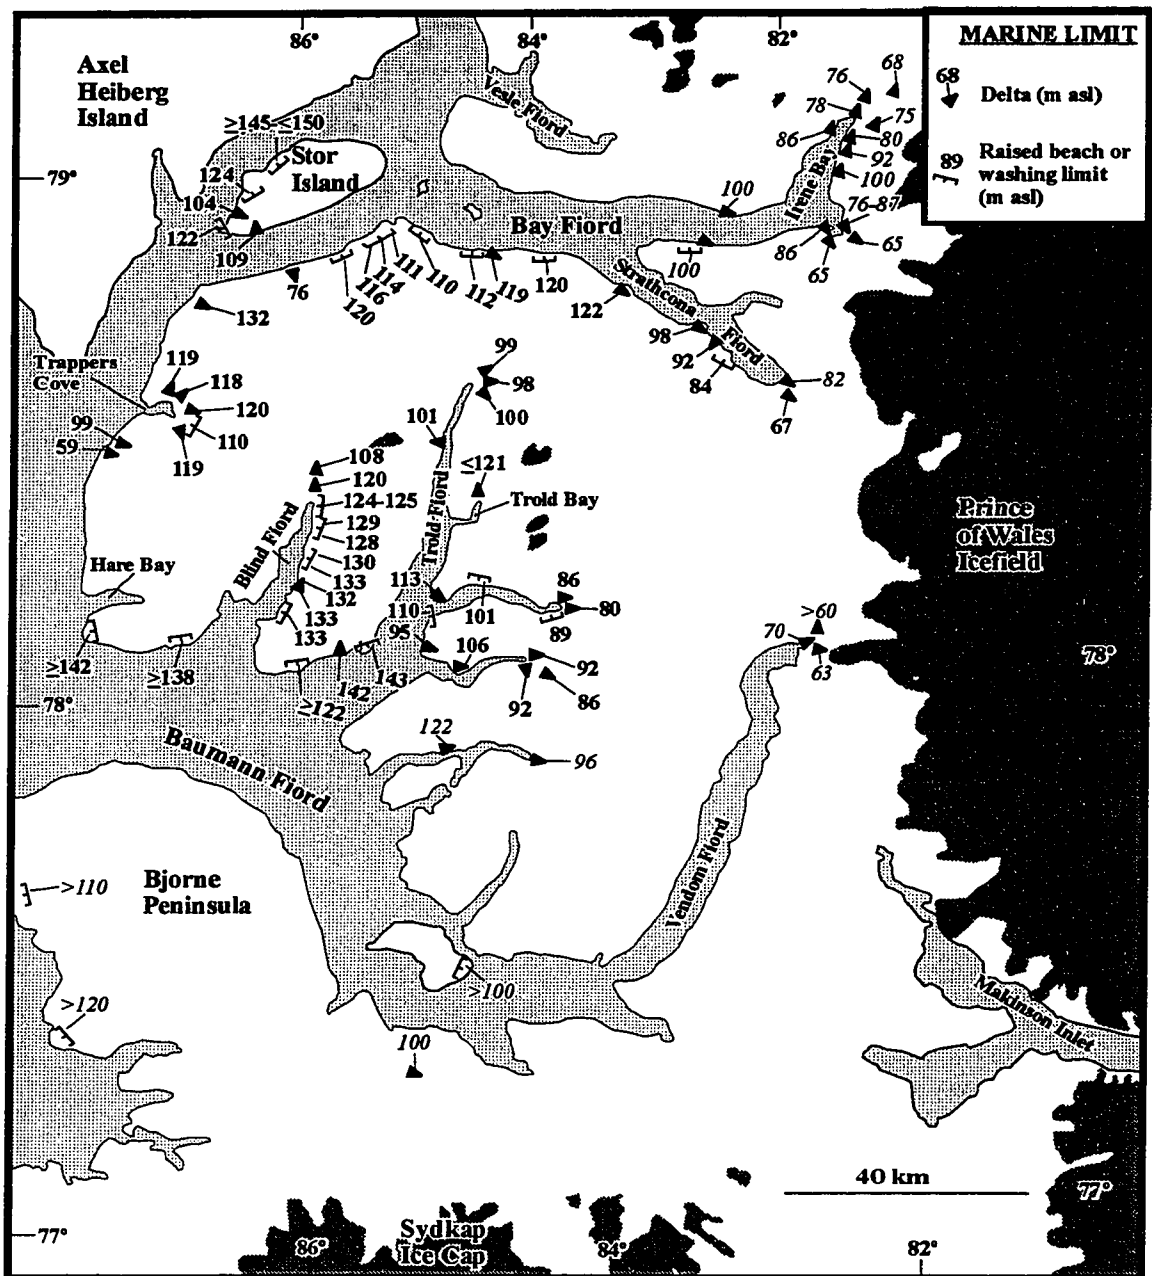 86°
84°
82°
MARINE LIMIT
68
Delta (m asl)
89
Raised beach or
washing limit
(m asl)
Axel
Heiberg
Island
Vesle Fiord
76
68
78
75
86
80
92
100
Irene Bay
76-87
86
65
65
≥145-≤150
Stor
Island
79°
124
104
122
109
100
Bay Fiord
100
76
120
116
114
111
110
112
119
120
122
Strathcona
Fiord
98
92
84
82
67
132
Trappers
Cove
119
118
120
110
99
59
119
99
98
100
101
108
120
≤121
124-125
Trold Bay
129
128
130
133
132
133
133
Blind Fiord
Trold Fiord
Prince
of Wales
Icefield
Hare Bay
113
86
80
110
101
89
95
106
92
≥142
≥138
≥122
142
143
92
86
>60
70
63
78°
78°
122
96
Baumann Fiord
Vendom Fiord
>110
Bjorne
Peninsula
>100
>120
100
Makinson Inlet
40 km
77°
77°
86°
Sydkap
Ice Cap
84°
82°